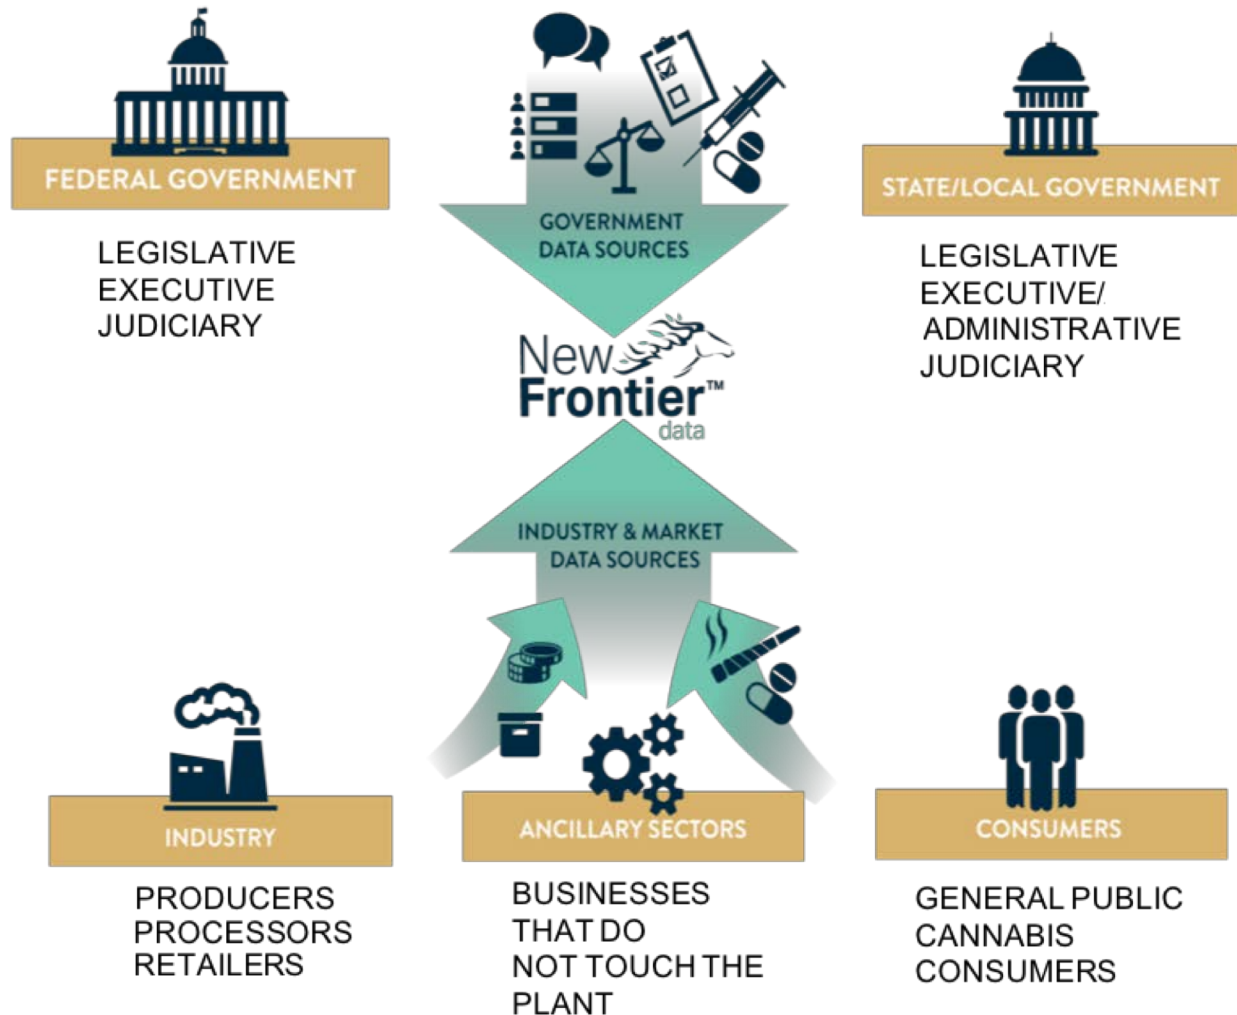 FEDERAL GOVERNMENT
LEGISLATIVE
EXECUTIVE
JUDICIARY
GOVERNMENT
DATA SOURCES
STATE/LOCAL GOVERNMENT
LEGISLATIVE
EXECUTIVE/
ADMINISTRATIVE
JUDICIARY
New
Frontier™
data
INDUSTRY & MARKET
DATA SOURCES
INDUSTRY
PRODUCERS
PROCESSORS
RETAILERS
ANCILLARY SECTORS
BUSINESSES
THAT DO
NOT TOUCH THE
PLANT
CONSUMERS
GENERAL PUBLIC
CANNABIS
CONSUMERS